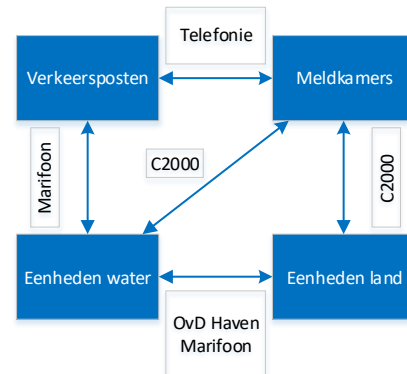 Telefonie
Verkeersposten
Meldkamers
Marifoon
C2000
C2000
Eenheden water
Eenheden land
OvD Haven
Marifoon